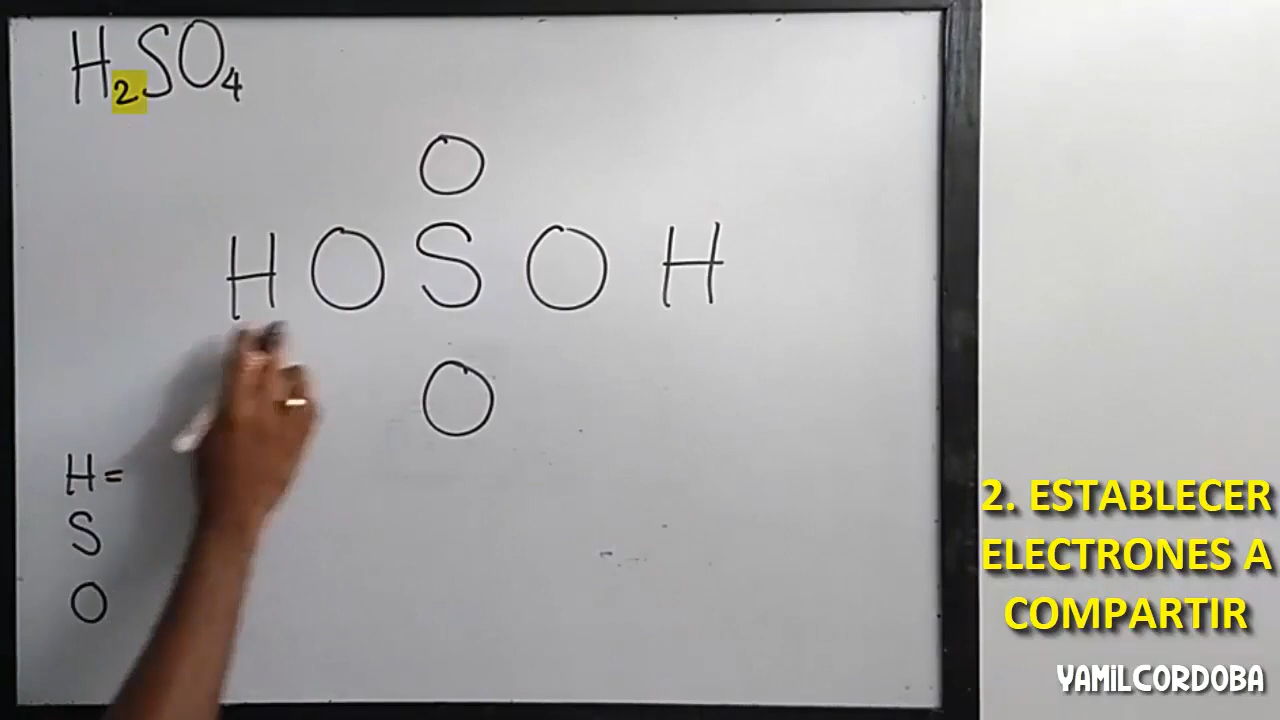 H₂SO₄
O
H O S O H
O
H =
S
O
2. ESTABLECER
ELECTRONES A
COMPARTIR
YAMILCORDOBA